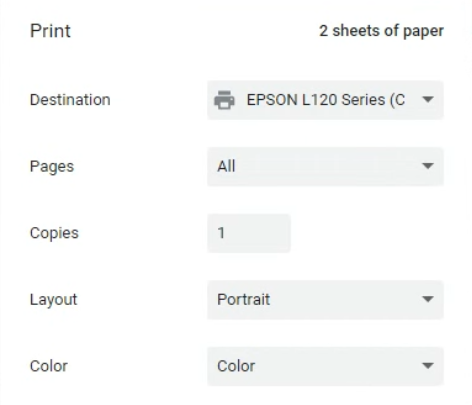 Print 2 sheets of paper
Destination EPSON L120 Series (C
Pages All
Copies 1
Layout Portrait
Color Color